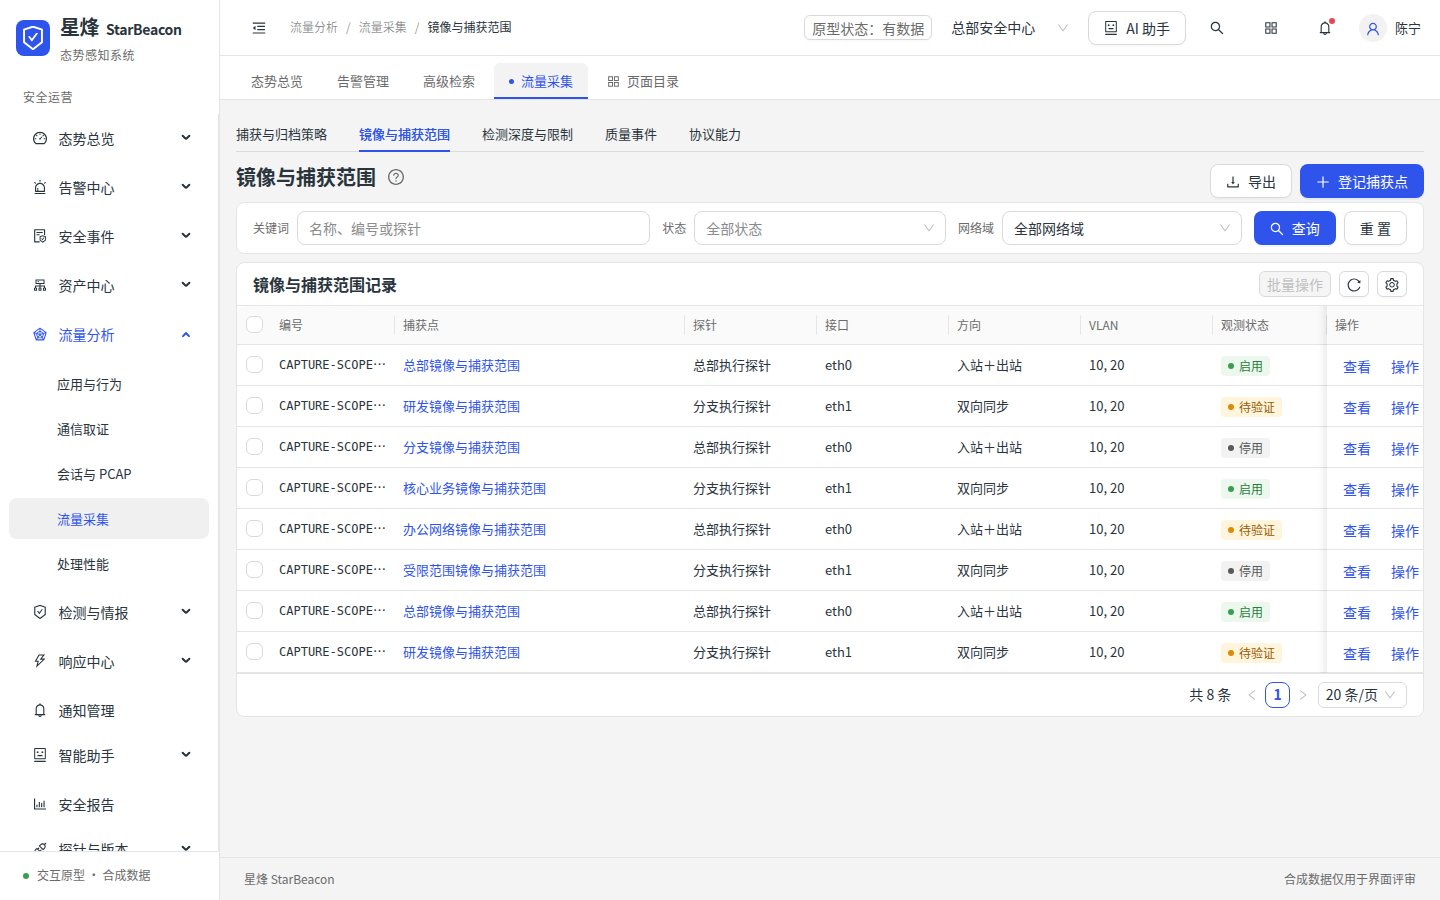 星烽 StarBeacon
态势感知系统
安全运营
态势总览
告警中心
安全事件
资产中心
流量分析
应用与行为
通信取证
会话与 PCAP
流量采集
处理性能
检测与情报
响应中心
通知管理
智能助手
安全报告
探针与版本
交互原型 · 合成数据
流量分析 / 流量采集 / 镜像与捕获范围
原型状态：有数据
总部安全中心
AI 助手
陈宁
态势总览
告警管理
高级检索
流量采集
页面目录
捕获与归档策略
镜像与捕获范围
检测深度与限制
质量事件
协议能力
镜像与捕获范围
导出
登记捕获点
关键词 名称、编号或探针 状态 全部状态 网络域 全部网络域 查询 重 置
镜像与捕获范围记录
批量操作
编号 捕获点 探针 接口 方向 VLAN 观测状态 操作
CAPTURE-SCOPE… 总部镜像与捕获范围 总部执行探针 eth0 入站＋出站 10, 20 启用 查看 操作
CAPTURE-SCOPE… 研发镜像与捕获范围 分支执行探针 eth1 双向同步 10, 20 待验证 查看 操作
CAPTURE-SCOPE… 分支镜像与捕获范围 总部执行探针 eth0 入站＋出站 10, 20 停用 查看 操作
CAPTURE-SCOPE… 核心业务镜像与捕获范围 分支执行探针 eth1 双向同步 10, 20 启用 查看 操作
CAPTURE-SCOPE… 办公网络镜像与捕获范围 总部执行探针 eth0 入站＋出站 10, 20 待验证 查看 操作
CAPTURE-SCOPE… 受限范围镜像与捕获范围 分支执行探针 eth1 双向同步 10, 20 停用 查看 操作
CAPTURE-SCOPE… 总部镜像与捕获范围 总部执行探针 eth0 入站＋出站 10, 20 启用 查看 操作
CAPTURE-SCOPE… 研发镜像与捕获范围 分支执行探针 eth1 双向同步 10, 20 待验证 查看 操作
共 8 条 1 20 条/页
星烽 StarBeacon
合成数据仅用于界面评审